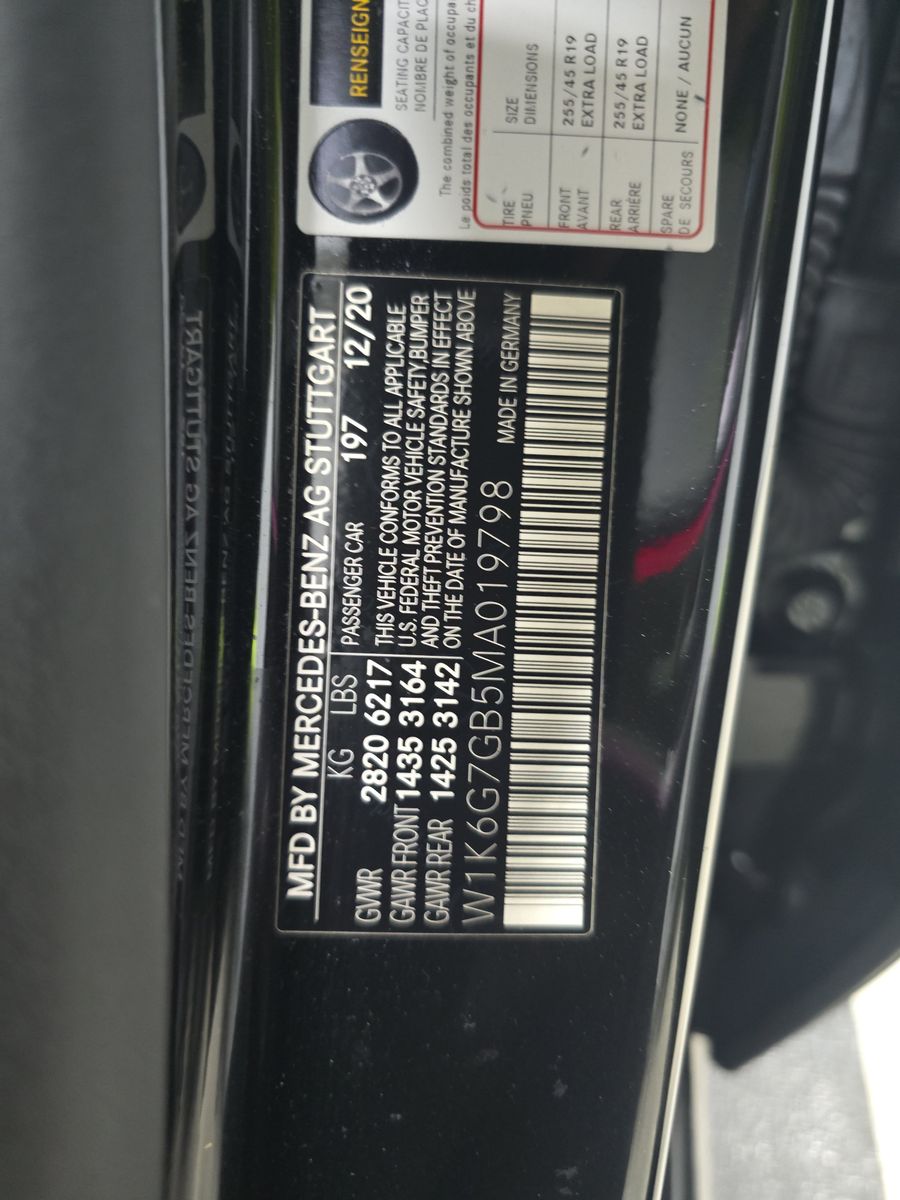 MFD BY MERCEDES-BENZ AG STUTTGART
KG LBS PASSENGER CAR 197 12/20
GVWR 2820 6217
GAWR FRONT 1435 3164
GAWR REAR 1425 3142
THIS VEHICLE CONFORMS TO ALL APPLICABLE
U.S. FEDERAL MOTOR VEHICLE SAFETY,BUMPER
AND THEFT PREVENTION STANDARDS IN EFFECT
ON THE DATE OF MANUFACTURE SHOWN ABOVE
W1K6G7GB5MA019798 MADE IN GERMANY
RENSEIGN
SEATING CAPACIT
NOMBRE DE PLAC
The combined weight of occupa
Le poids total des occupants et du ch
TIRE SIZE
PNEU DIMENSIONS
FRONT 255/45 R19
AVANT EXTRA LOAD
REAR 255/45 R19
ARRIÈRE EXTRA LOAD
SPARE NONE / AUCUN
DE SECOURS